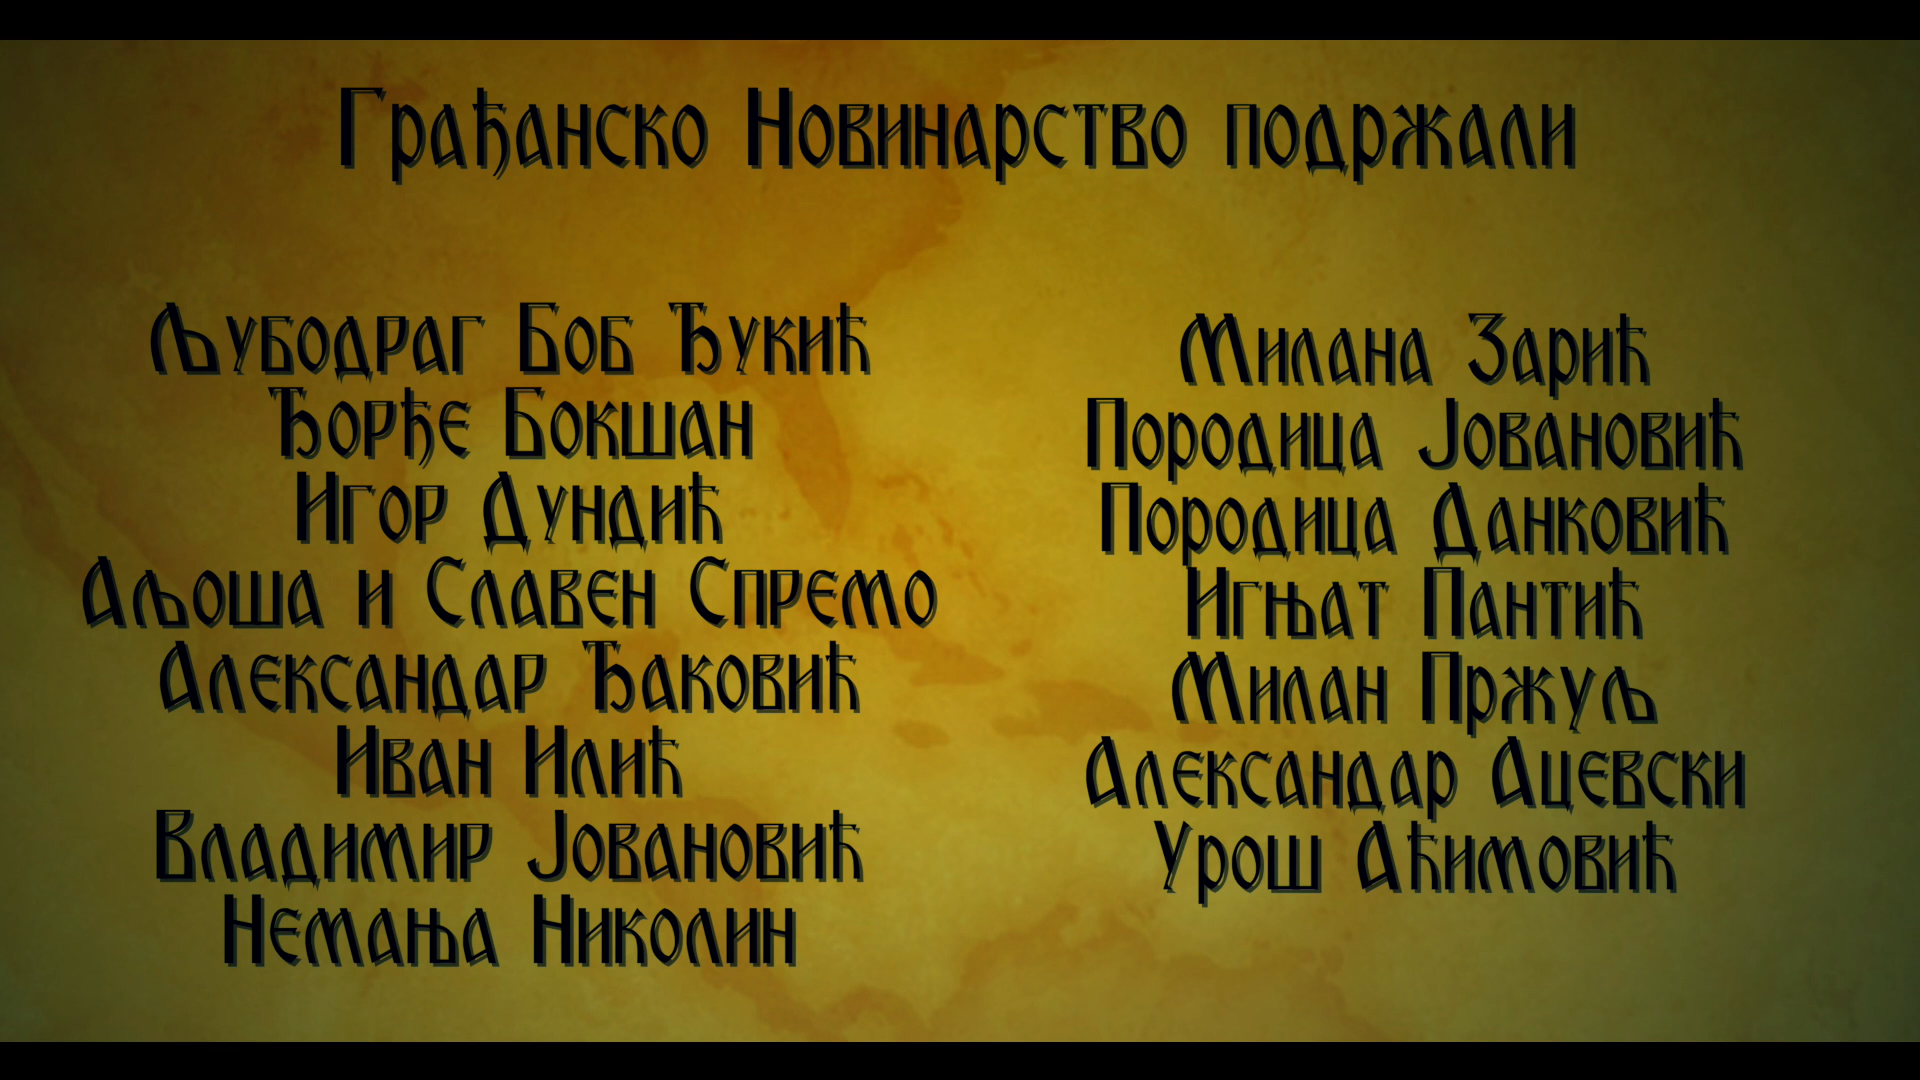 Грађанско Новинарство подржали
Љубодраг Боб Ђукић
Ђорђе Бокшан
Игор Дундић
Аљоша и Славен Спремо
Александар Ђаковић
Иван Илић
Владимир Јовановић
Немања Николин
Милана Зарић
Породица Јовановић
Породица Данковић
Игњат Пантић
Милан Пржуљ
Александар Ацевски
Урош Аћимовић